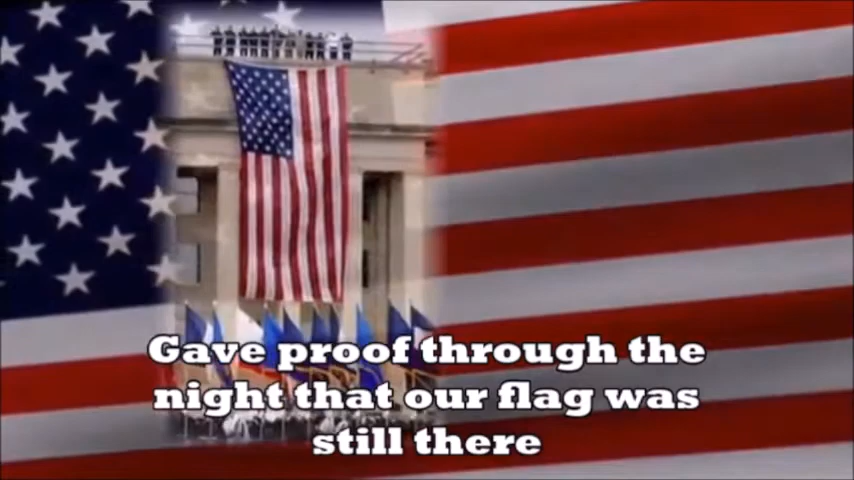 Gave proof through the
night that our flag was
still there